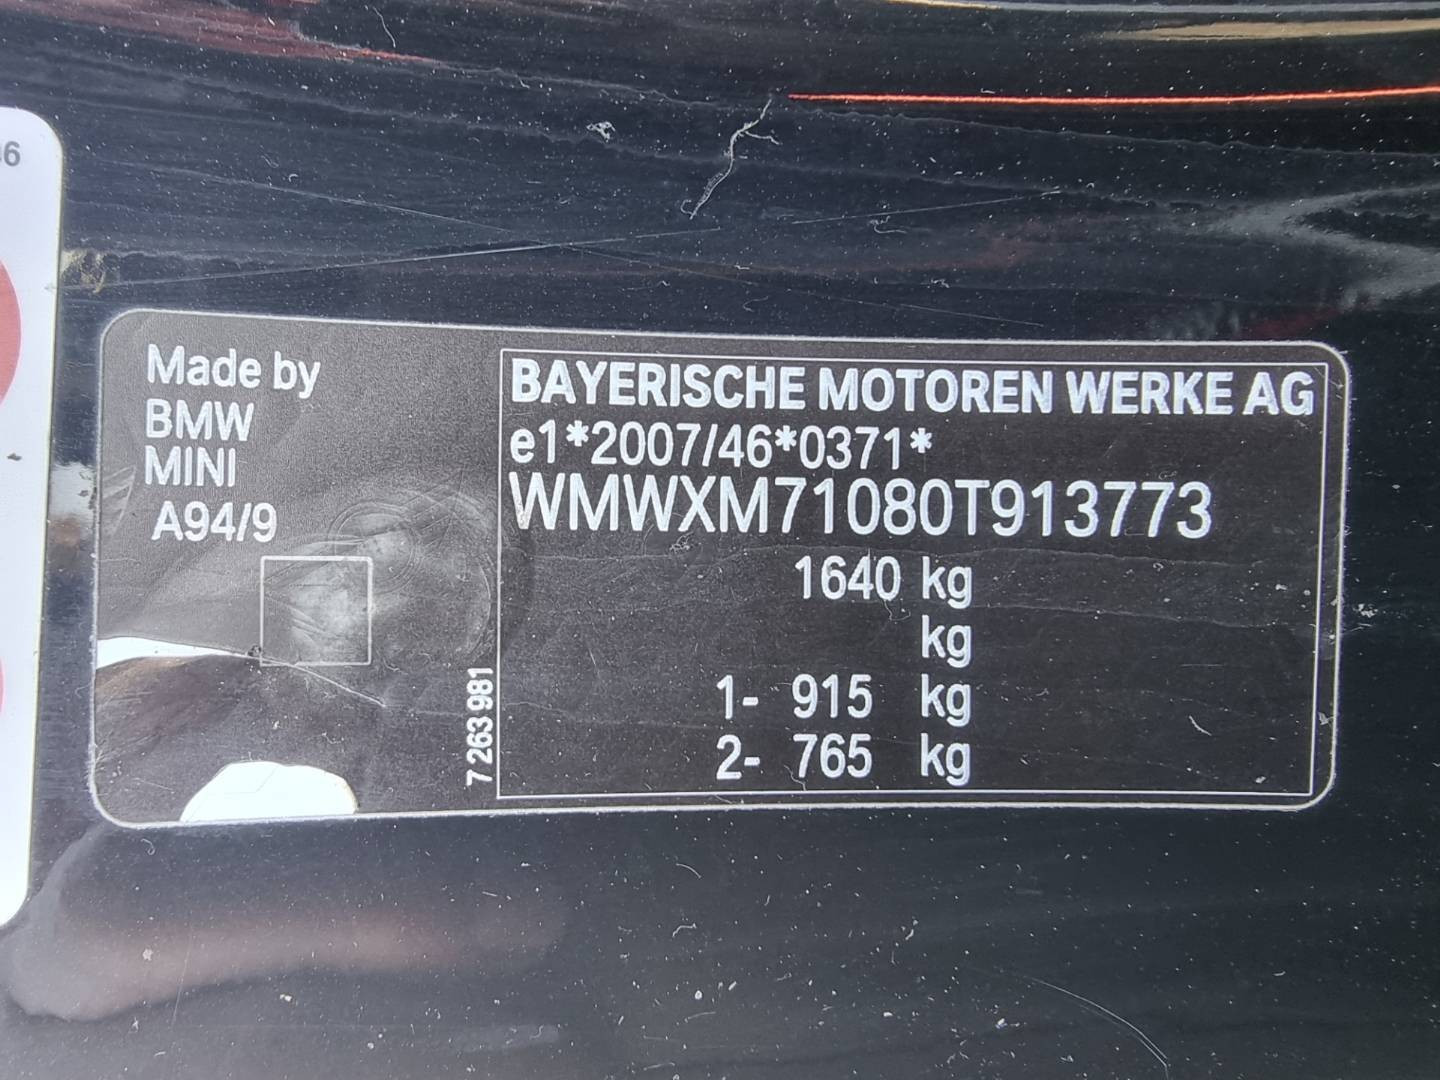 Made by
BMW
MINI
A94/9
7 263 981
BAYERISCHE MOTOREN WERKE AG
e1*2007/46*0371*
WMWXM71080T913773
1640 kg
kg
1- 915 kg
2- 765 kg